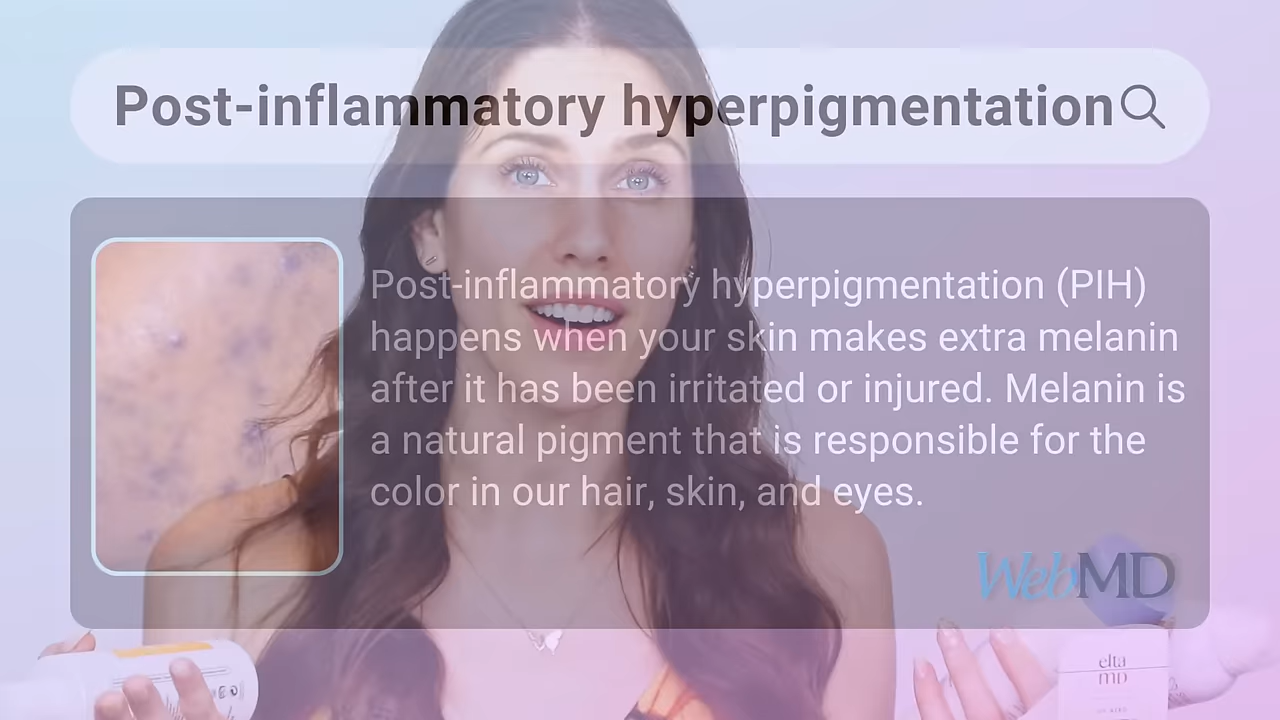 Post-inflammatory hyperpigmentation
Post-inflammatory hyperpigmentation (PIH)
happens when your skin makes extra melanin
after it has been irritated or injured. Melanin is
a natural pigment that is responsible for the
color in our hair, skin, and eyes.
WebMD
elta
MD